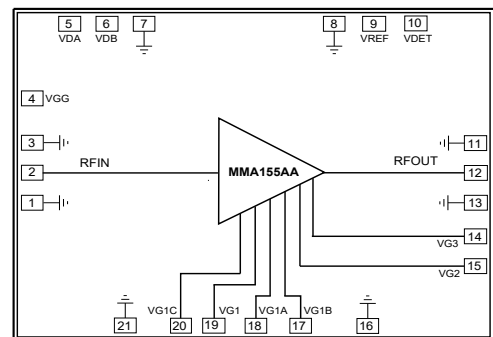 5 6 7 8 9 10
VDA VDB VREF VDET
4 VGG
3 11
2 RFIN MMA155AA RFOUT 12
1 13
14
VG3
15
VG2
VG1C VG1 VG1A VG1B
21 20 19 18 17 16